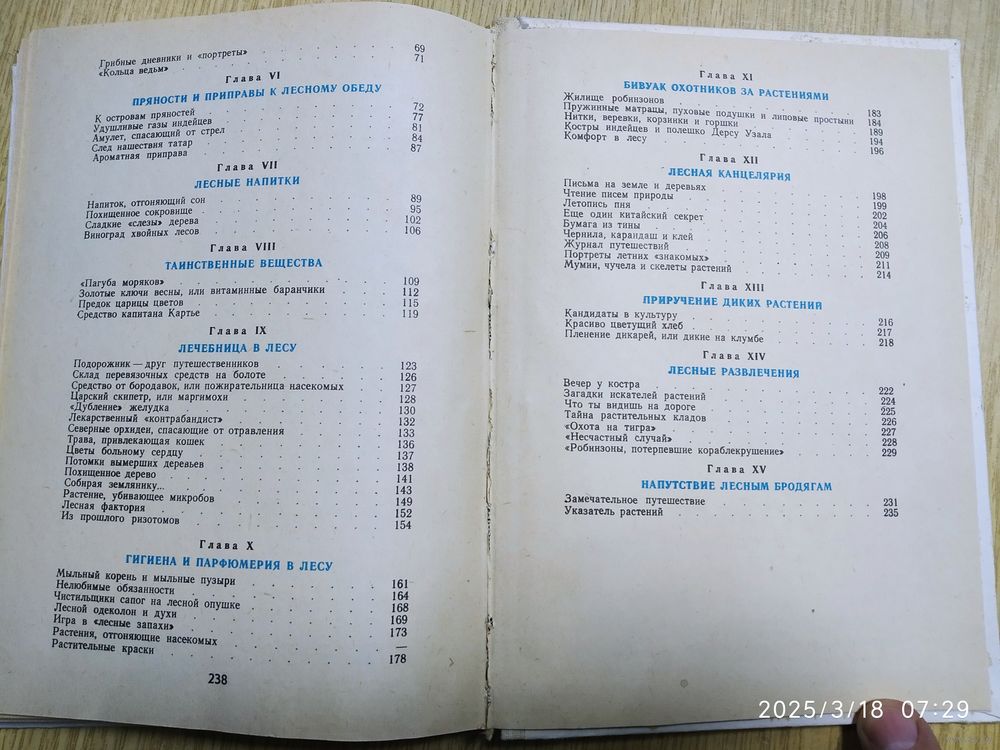 Грибные дневники и «портреты» 69
«Кольца ведьм» 71
Глава VI
ПРЯНОСТИ И ПРИПРАВЫ К ЛЕСНОМУ ОБЕДУ
К островам пряностей 72
Удушливые газы индейцев 77
Амулет, спасающий от стрел 81
След нашествия татар 84
Ароматная приправа 87
Глава VII
ЛЕСНЫЕ НАПИТКИ
Напиток, отгоняющий сон 89
Похищенное сокровище 95
Сладкие «слезы» дерева 102
Виноград хвойных лесов 106
Глава VIII
ТАИНСТВЕННЫЕ ВЕЩЕСТВА
«Пагуба моряков» 109
Золотые ключи весны, или витаминные баранчики 112
Предок царицы цветов 115
Средство капитана Картье 119
Глава IX
ЛЕЧЕБНИЦА В ЛЕСУ
Подорожник — друг путешественников 123
Склад перевязочных средств на болоте 126
Средство от бородавок, или пожирательница насекомых 127
Царский скипетр, или маргимохи 128
«Дубление» желудка 130
Лекарственный «контрабандист» 132
Северные орхидеи, спасающие от отравления 133
Трава, привлекающая кошек 136
Цветы больному сердцу 137
Потомки вымерших деревьев 138
Похищенное дерево 141
Собирая землянику... 143
Растение, убивающее микробов 149
Лесная фактория 152
Из прошлого ризотомов 154
Глава X
ГИГИЕНА И ПАРФЮМЕРИЯ В ЛЕСУ
Мыльный корень и мыльные пузыри 161
Нелюбимые обязанности 164
Чистильщики сапог на лесной опушке 168
Лесной одеколон и духи 169
Игра в «лесные запахи» 173
Растения, отгоняющие насекомых —
Растительные краски 178
238
Глава XI
БИВУАК ОХОТНИКОВ ЗА РАСТЕНИЯМИ
Жилище робинзонов 183
Пружинные матрацы, пуховые подушки и липовые простыни 184
Нитки, веревки, корзинки и горшки 189
Костры индейцев и полешко Дерсу Узала 194
Комфорт в лесу 196
Глава XII
ЛЕСНАЯ КАНЦЕЛЯРИЯ
Письма на земле и деревьях 198
Чтение писем природы 199
Летопись пня 202
Еще один китайский секрет 204
Бумага из тины 206
Чернила, карандаш и клей 208
Журнал путешествий 209
Портреты летних «знакомых» 211
Мумии, чучела и скелеты растений 214
Глава XIII
ПРИРУЧЕНИЕ ДИКИХ РАСТЕНИЙ
Кандидаты в культуру 216
Красиво цветущий хлеб 217
Пленение дикарей, или дикие на клумбе 218
Глава XIV
ЛЕСНЫЕ РАЗВЛЕЧЕНИЯ
Вечер у костра 222
Загадки искателей растений 224
Что ты видишь на дороге 225
Тайна растительных кладов 226
«Охота на тигра» 227
«Несчастный случай» 228
«Робинзоны, потерпевшие кораблекрушение» 229
Глава XV
НАПУТСТВИЕ ЛЕСНЫМ БРОДЯГАМ
Замечательное путешествие 231
Указатель растений 235
2025/3/18 07:29